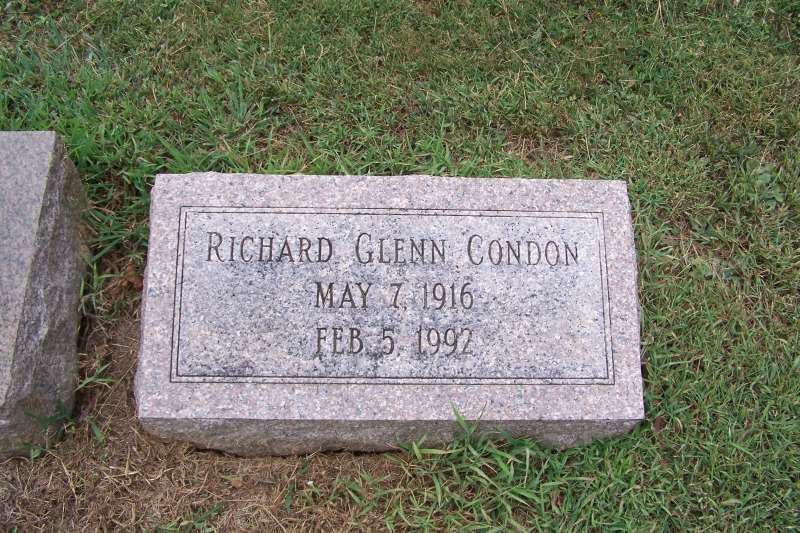 RICHARD GLENN CONDON
MAY 7, 1916
FEB 5, 1992